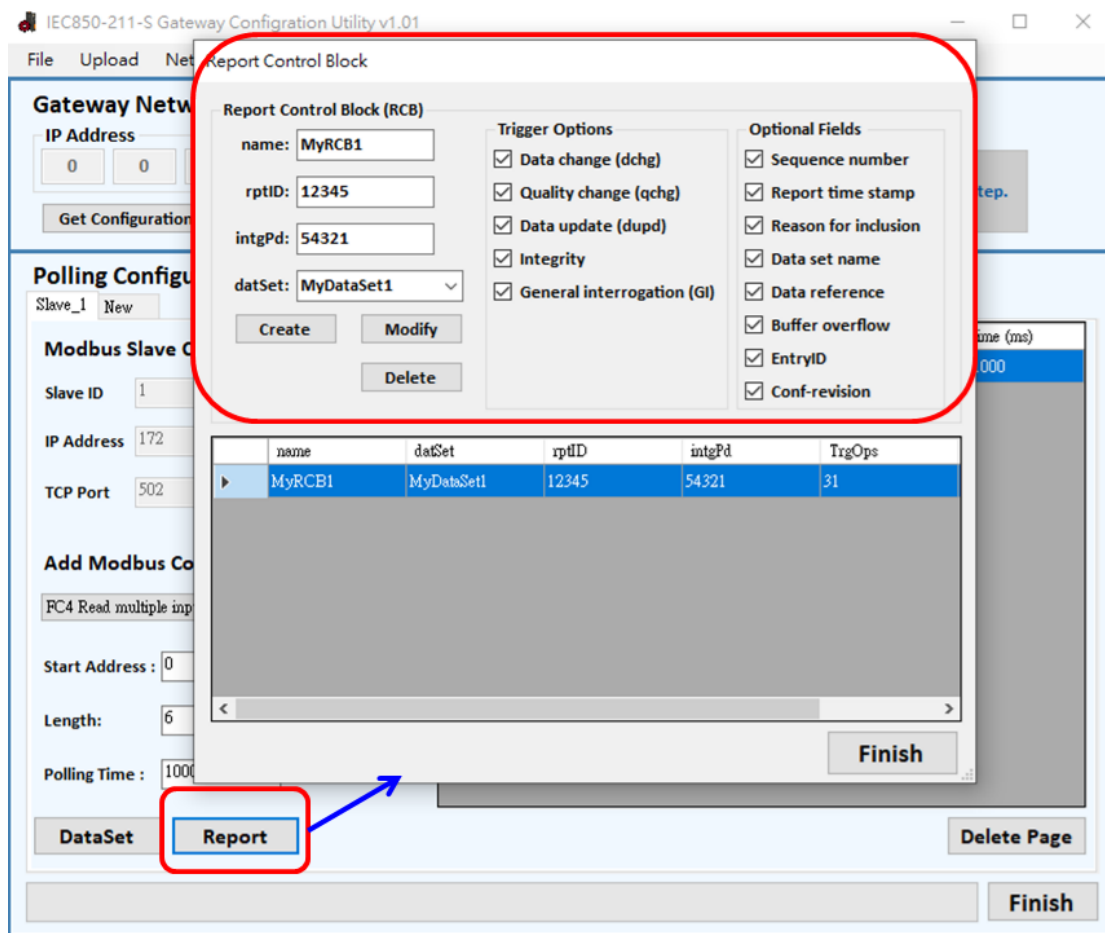 IEC850-211-S Gateway Configration Utility v1.01
File Upload Net
Report Control Block
Gateway Netw
IP Address
0 0
Get Configuration
tep.
Report Control Block (RCB)
name: MyRCB1
rptID: 12345
intgPd: 54321
datSet: MyDataSet1
Create Modify
Delete
Trigger Options
Data change (dchg)
Quality change (qchg)
Data update (dupd)
Integrity
General interrogation (GI)
Optional Fields
Sequence number
Report time stamp
Reason for inclusion
Data set name
Data reference
Buffer overflow
EntryID
Conf-revision
name datSet rptID intgPd TrgOps
MyRCB1 MyDataSet1 12345 54321 31
Finish
Polling Configu
Slave_1 New
Modbus Slave C
Slave ID 1
IP Address 172
TCP Port 502
Add Modbus Co
FC4 Read multiple inp
Start Address : 0
Length: 6
Polling Time : 1000
ime (ms)
000
DataSet Report Delete Page
Finish